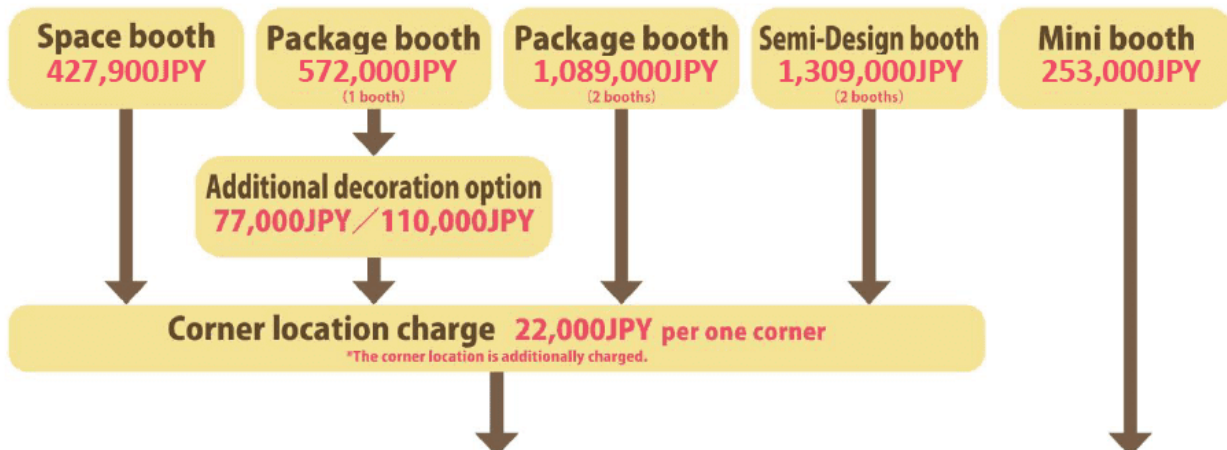 Space booth
427,900JPY
Package booth
572,000JPY
(1 booth)
Package booth
1,089,000JPY
(2 booths)
Semi-Design booth
1,309,000JPY
(2 booths)
Mini booth
253,000JPY
Additional decoration option
77,000JPY／110,000JPY
Corner location charge 22,000JPY per one corner
*The corner location is additionally charged.